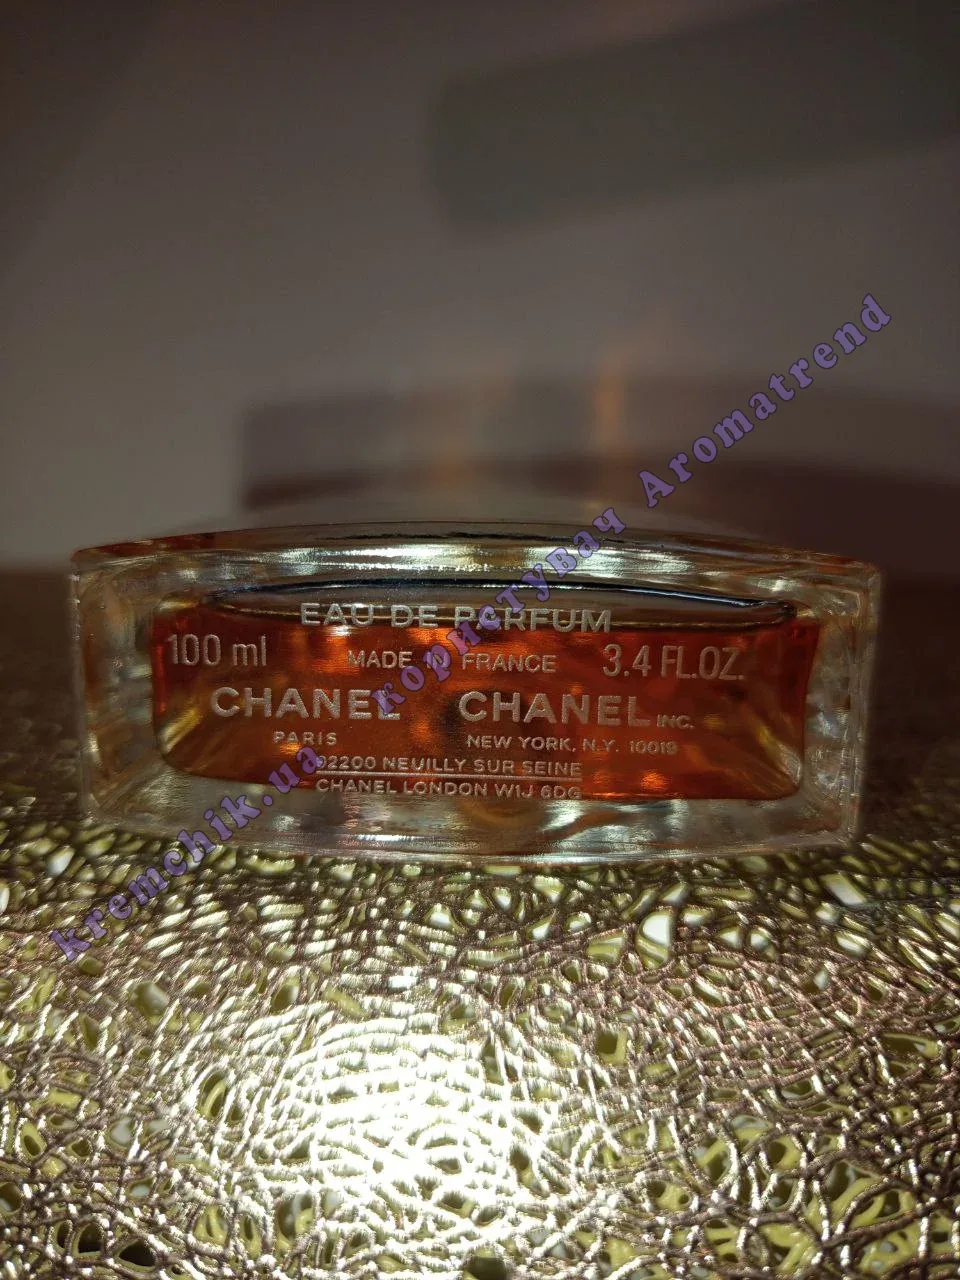 EAU DE PARFUM
100 ml
MADE IN FRANCE
3.4 FL.OZ.
CHANEL
PARIS
CHANEL INC.
NEW YORK, N.Y. 10019
92200 NEUILLY SUR SEINE
CHANEL LONDON W1J 6DG
kremchik.ua користувач Aromatrend